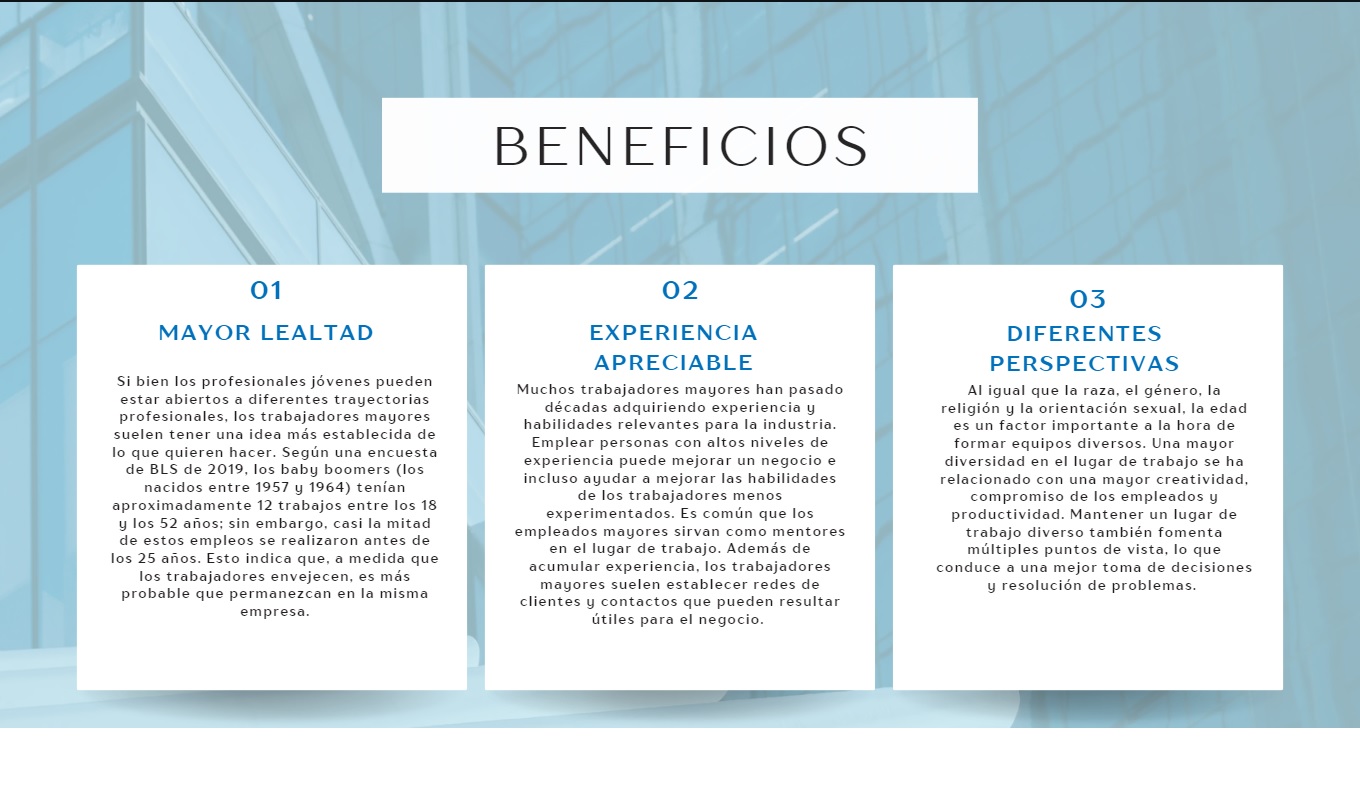 BENEFICIOS
01
MAYOR LEALTAD
Si bien los profesionales jóvenes pueden
estar abiertos a diferentes trayectorias
profesionales, los trabajadores mayores
suelen tener una idea más establecida de
lo que quieren hacer. Según una encuesta
de BLS de 2019, los baby boomers (los
nacidos entre 1957 y 1964) tenían
aproximadamente 12 trabajos entre los 18
y los 52 años; sin embargo, casi la mitad
de estos empleos se realizaron antes de
los 25 años. Esto indica que, a medida que
los trabajadores envejecen, es más
probable que permanezcan en la misma
empresa.
02
EXPERIENCIA
APRECIABLE
Muchos trabajadores mayores han pasado
décadas adquiriendo experiencia y
habilidades relevantes para la industria.
Emplear personas con altos niveles de
experiencia puede mejorar un negocio e
incluso ayudar a mejorar las habilidades
de los trabajadores menos
experimentados. Es común que los
empleados mayores sirvan como mentores
en el lugar de trabajo. Además de
acumular experiencia, los trabajadores
mayores suelen establecer redes de
clientes y contactos que pueden resultar
útiles para el negocio.
03
DIFERENTES
PERSPECTIVAS
Al igual que la raza, el género, la
religión y la orientación sexual, la edad
es un factor importante a la hora de
formar equipos diversos. Una mayor
diversidad en el lugar de trabajo se ha
relacionado con una mayor creatividad,
compromiso de los empleados y
productividad. Mantener un lugar de
trabajo diverso también fomenta
múltiples puntos de vista, lo que
conduce a una mejor toma de decisiones
y resolución de problemas.